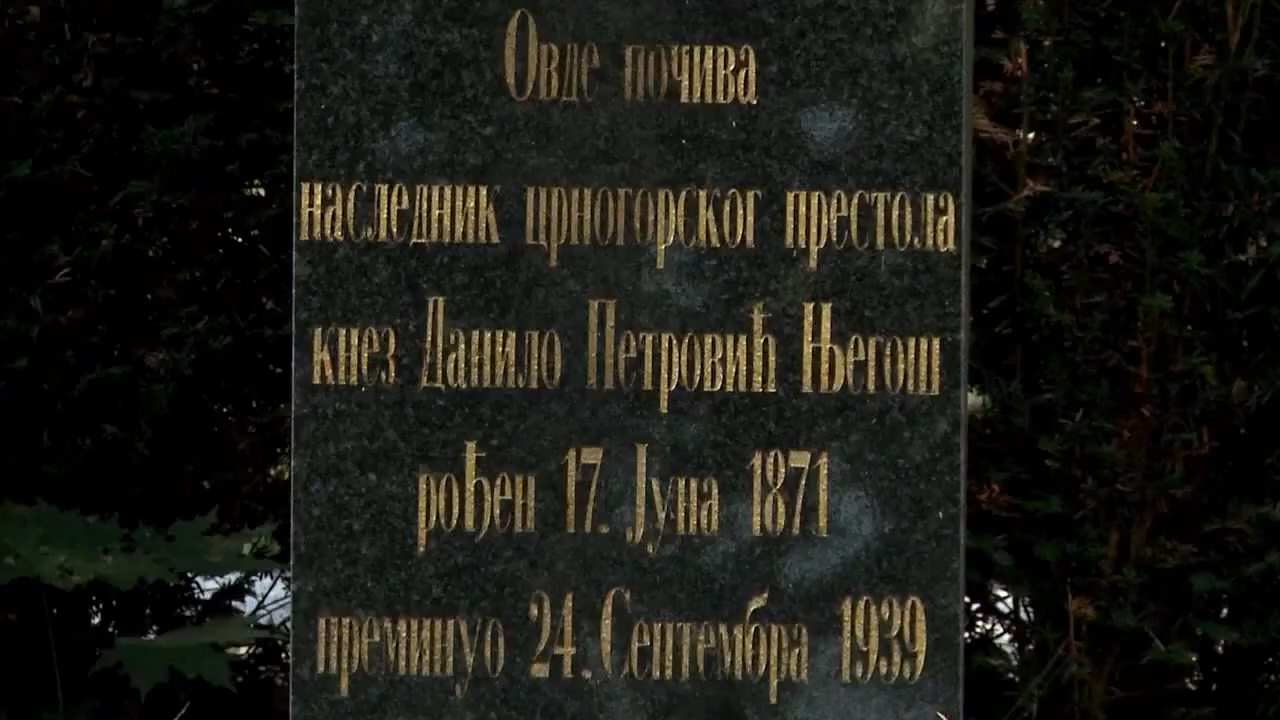 Овде почива
наследник црногорског престола
кнез Данило Петровић Његош
рођен 17. Јуна 1871
преминуо 24. Септембра 1939